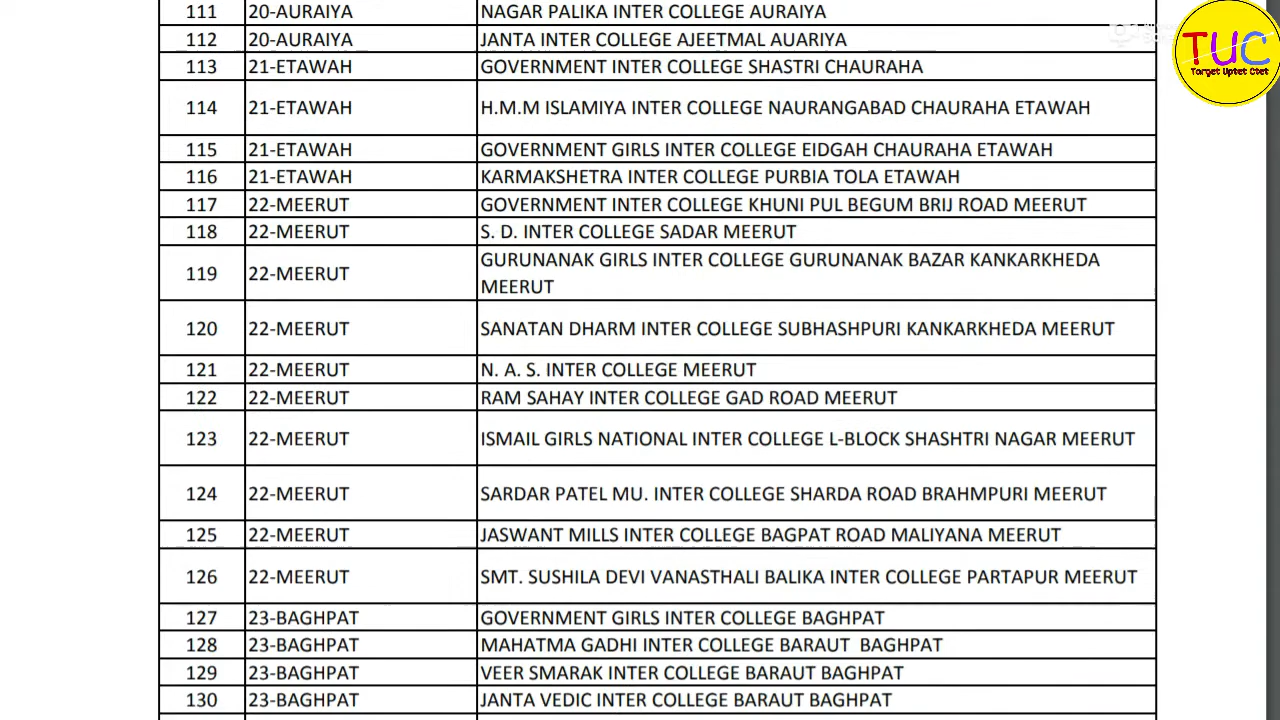 111 20-AURAIYA NAGAR PALIKA INTER COLLEGE AURAIYA
112 20-AURAIYA JANTA INTER COLLEGE AJEETMAL AUARIYA
113 21-ETAWAH GOVERNMENT INTER COLLEGE SHASTRI CHAURAHA
114 21-ETAWAH H.M.M ISLAMIYA INTER COLLEGE NAURANGABAD CHAURAHA ETAWAH
115 21-ETAWAH GOVERNMENT GIRLS INTER COLLEGE EIDGAH CHAURAHA ETAWAH
116 21-ETAWAH KARMAKSHETRA INTER COLLEGE PURBIA TOLA ETAWAH
117 22-MEERUT GOVERNMENT INTER COLLEGE KHUNI PUL BEGUM BRIJ ROAD MEERUT
118 22-MEERUT S. D. INTER COLLEGE SADAR MEERUT
119 22-MEERUT GURUNANAK GIRLS INTER COLLEGE GURUNANAK BAZAR KANKARKHEDA
MEERUT
120 22-MEERUT SANATAN DHARM INTER COLLEGE SUBHASHPURI KANKARKHEDA MEERUT
121 22-MEERUT N. A. S. INTER COLLEGE MEERUT
122 22-MEERUT RAM SAHAY INTER COLLEGE GAD ROAD MEERUT
123 22-MEERUT ISMAIL GIRLS NATIONAL INTER COLLEGE L-BLOCK SHASHTRI NAGAR MEERUT
124 22-MEERUT SARDAR PATEL MU. INTER COLLEGE SHARDA ROAD BRAHMPURI MEERUT
125 22-MEERUT JASWANT MILLS INTER COLLEGE BAGPAT ROAD MALIYANA MEERUT
126 22-MEERUT SMT. SUSHILA DEVI VANASTHALI BALIKA INTER COLLEGE PARTAPUR MEERUT
127 23-BAGHPAT GOVERNMENT GIRLS INTER COLLEGE BAGHPAT
128 23-BAGHPAT MAHATMA GADHI INTER COLLEGE BARAUT BAGHPAT
129 23-BAGHPAT VEER SMARAK INTER COLLEGE BARAUT BAGHPAT
130 23-BAGHPAT JANTA VEDIC INTER COLLEGE BARAUT BAGHPAT
TUC
Target Uptet Ctet